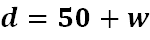 d = 50 + w